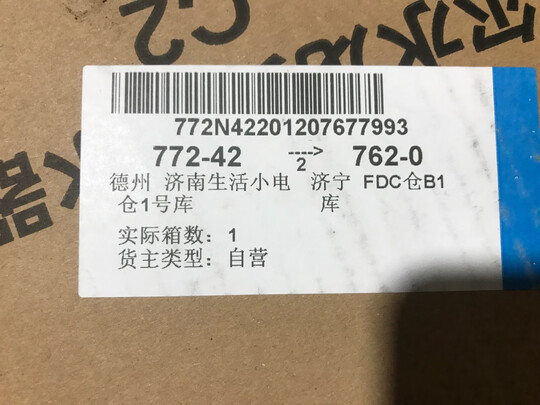 772N42201207677993
772-42 ----> 762-0
2
德州 济南生活小电 济宁 FDC仓B1
仓1号库 库
实际箱数: 1
货主类型: 自营